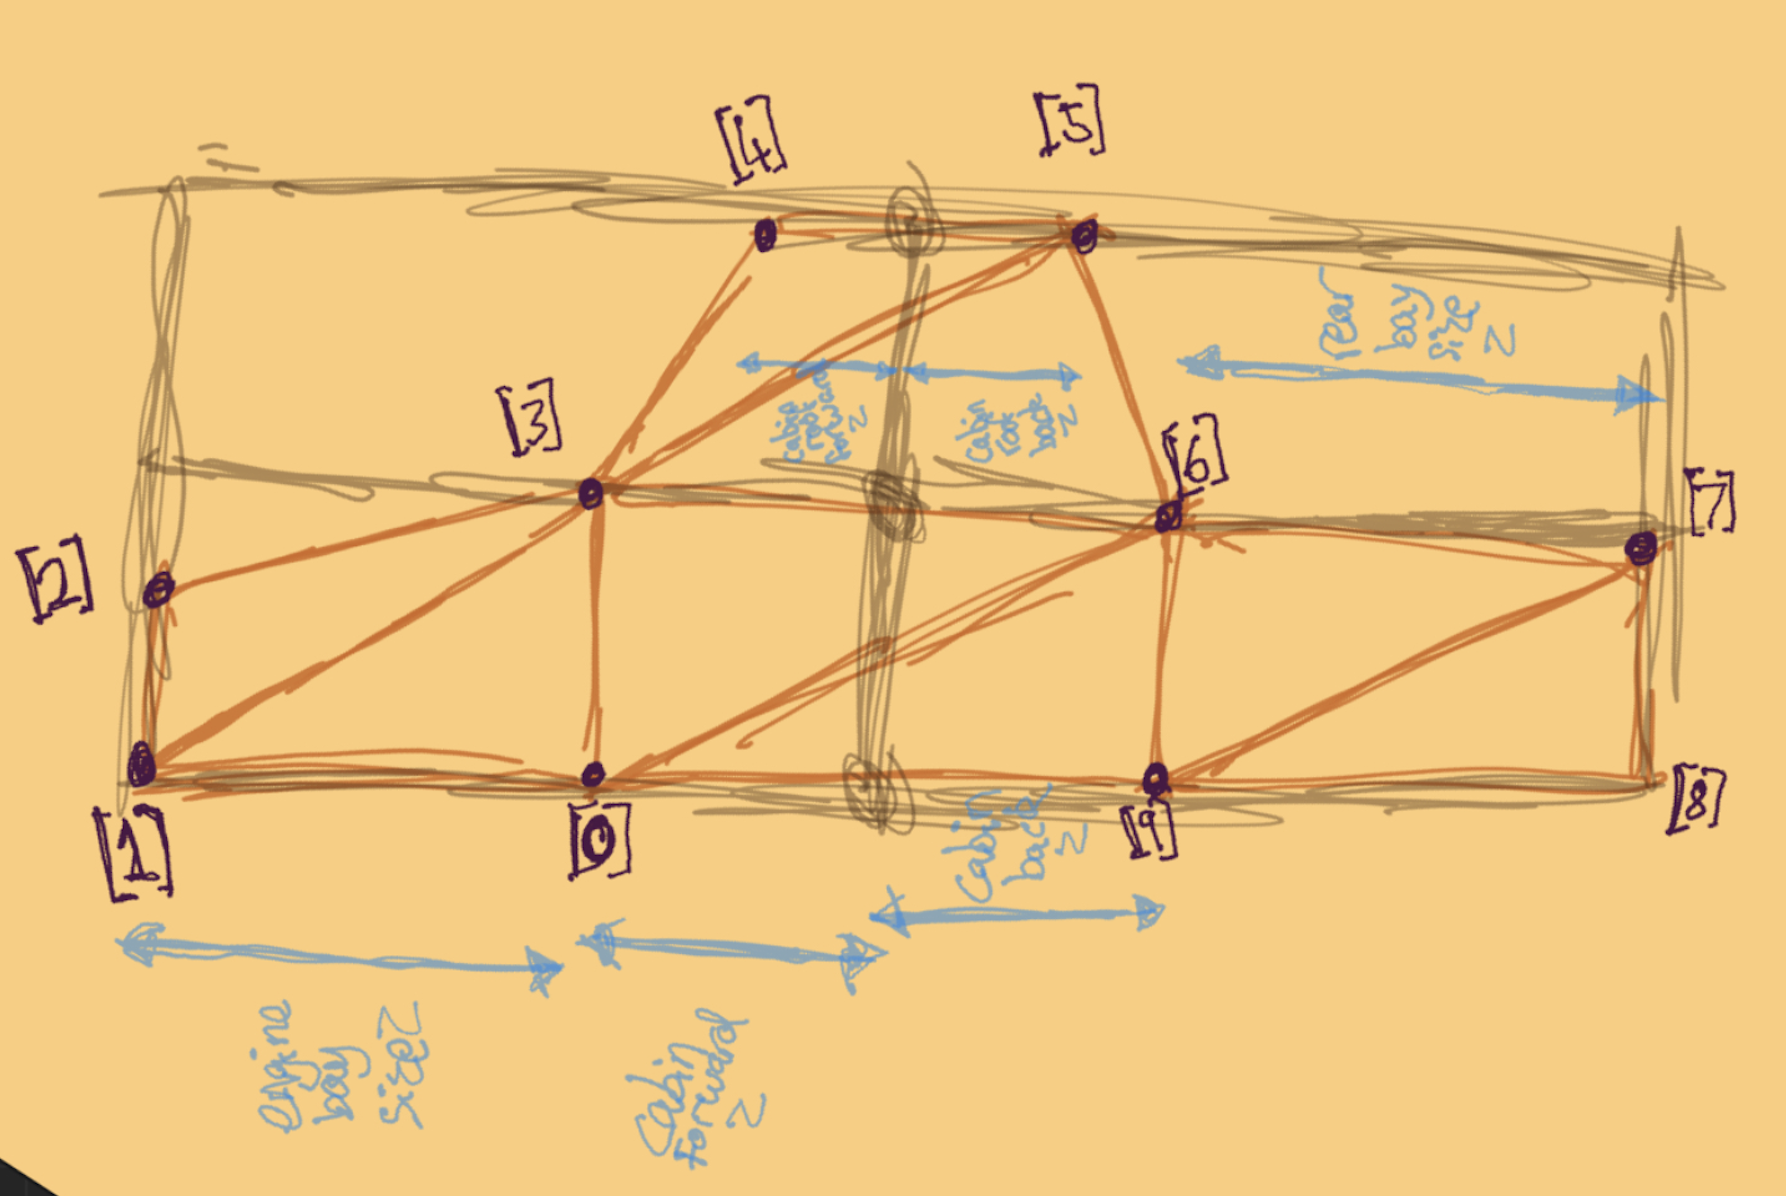 [4]
[5]
rear
bay
size
z
[3]
cabin
roof
forward
z
cabin
roof
back
z
[6]
[7]
[2]
[1]
[0]
[9]
[8]
cabin
back
z
engine
bay
size z
cabin
forward
z